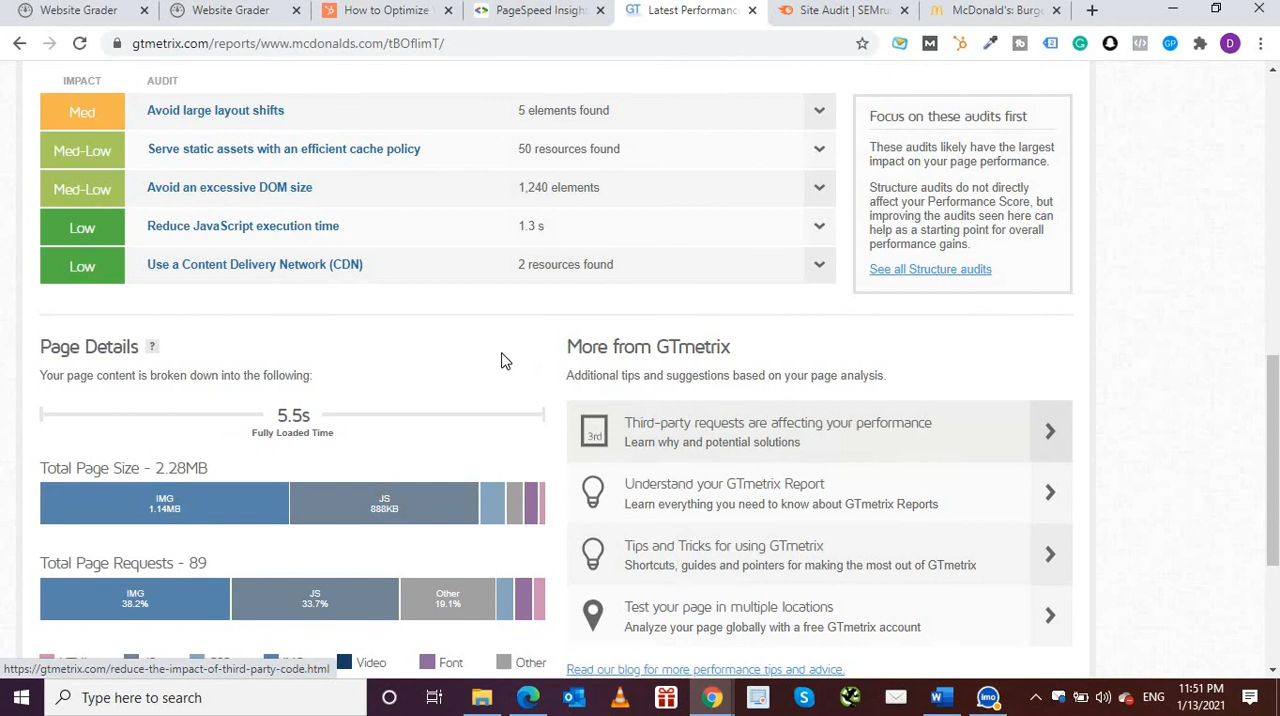 Website Grader
Website Grader
How to Optimize
PageSpeed Insigh
GT
Latest Performanc
Site Audit | SEMrus
McDonald's: Burge
gtmetrix.com/reports/www.mcdonalds.com/tBOflimT/
IMPACT AUDIT
Med Avoid large layout shifts 5 elements found
Med-Low Serve static assets with an efficient cache policy 50 resources found
Med-Low Avoid an excessive DOM size 1,240 elements
Low Reduce JavaScript execution time 1.3 s
Low Use a Content Delivery Network (CDN) 2 resources found
Focus on these audits first
These audits likely have the largest
impact on your page performance.
Structure audits do not directly
affect your Performance Score, but
improving the audits seen here can
help as a starting point for overall
performance gains.
See all Structure audits
Page Details ?
Your page content is broken down into the following:
5.5s
Fully Loaded Time
Total Page Size - 2.28MB
IMG
1.14MB
JS
888KB
Total Page Requests - 89
IMG
38.2%
JS
33.7%
Other
19.1%
Video
Font
Other
More from GTmetrix
Additional tips and suggestions based on your page analysis.
3rd
Third-party requests are affecting your performance
Learn why and potential solutions
Understand your GTmetrix Report
Learn everything you need to know about GTmetrix Reports
Tips and Tricks for using GTmetrix
Shortcuts, guides and pointers for making the most out of GTmetrix
Test your page in multiple locations
Analyze your page globally with a free GTmetrix account
Read our blog for more performance tips and advice.
https://gtmetrix.com/reduce-the-impact-of-third-party-code.html
Type here to search
ENG
11:51 PM
1/13/2021